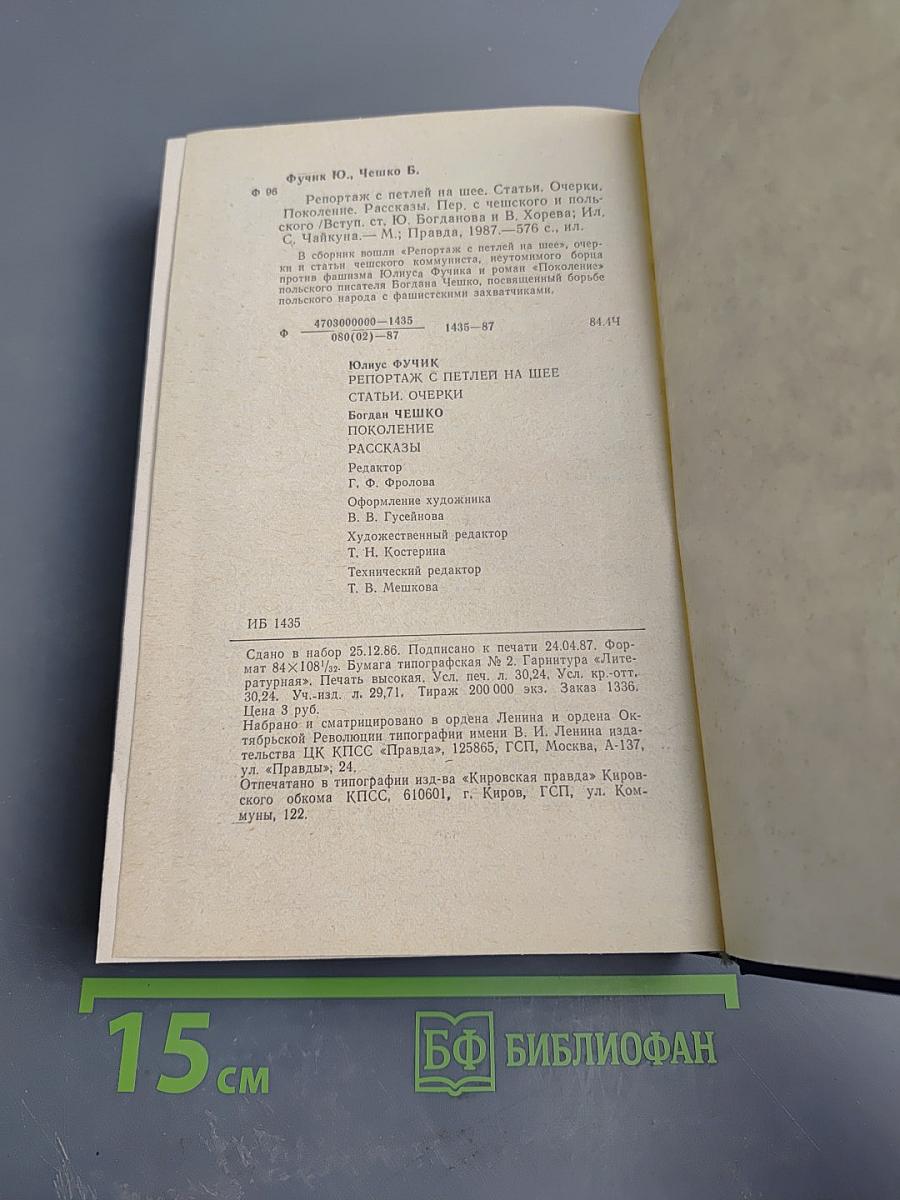 Фучик Ю., Чешко Б.
Ф 96
Репортаж с петлей на шее. Статьи. Очерки.
Поколение. Рассказы. Пер. с чешского и поль-
ского /Вступ. ст. Ю. Богданова и В. Хорева; Ил.
С. Чайкуна.— М.; Правда, 1987.—576 с., ил.
В сборник вошли «Репортаж с петлей на шее», очер-
ки и статьи чешского коммуниста, неутомимого борца
против фашизма Юлиуса Фучика и роман «Поколение»
польского писателя Богдана Чешко, посвященный борьбе
польского народа с фашистскими захватчиками.
Ф 4703000000—1435
080(02)—87
1435—87
84.4Ч
Юлиус ФУЧИК
РЕПОРТАЖ С ПЕТЛЕЙ НА ШЕЕ
СТАТЬИ. ОЧЕРКИ
Богдан ЧЕШКО
ПОКОЛЕНИЕ
РАССКАЗЫ
Редактор
Г. Ф. Фролова
Оформление художника
В. В. Гусейнова
Художественный редактор
Т. Н. Костерина
Технический редактор
Т. В. Мешкова
ИБ 1435
Сдано в набор 25.12.86. Подписано к печати 24.04.87. Фор-
мат 84×108¹/₃₂. Бумага типографская № 2. Гарнитура «Лите-
ратурная». Печать высокая. Усл. печ. л. 30,24. Усл. кр.-отт.
30,24. Уч.-изд. л. 29,71. Тираж 200 000 экз. Заказ 1336.
Цена 3 руб.
Набрано и сматрицировано в ордена Ленина и ордена Ок-
тябрьской Революции типографии имени В. И. Ленина изда-
тельства ЦК КПСС «Правда», 125865, ГСП, Москва, А-137,
ул. «Правды», 24.
Отпечатано в типографии изд-ва «Кировская правда» Киров-
ского обкома КПСС, 610601, г. Киров, ГСП, ул. Ком-
муны, 122.
15 см
БФ БИБЛИОФАН